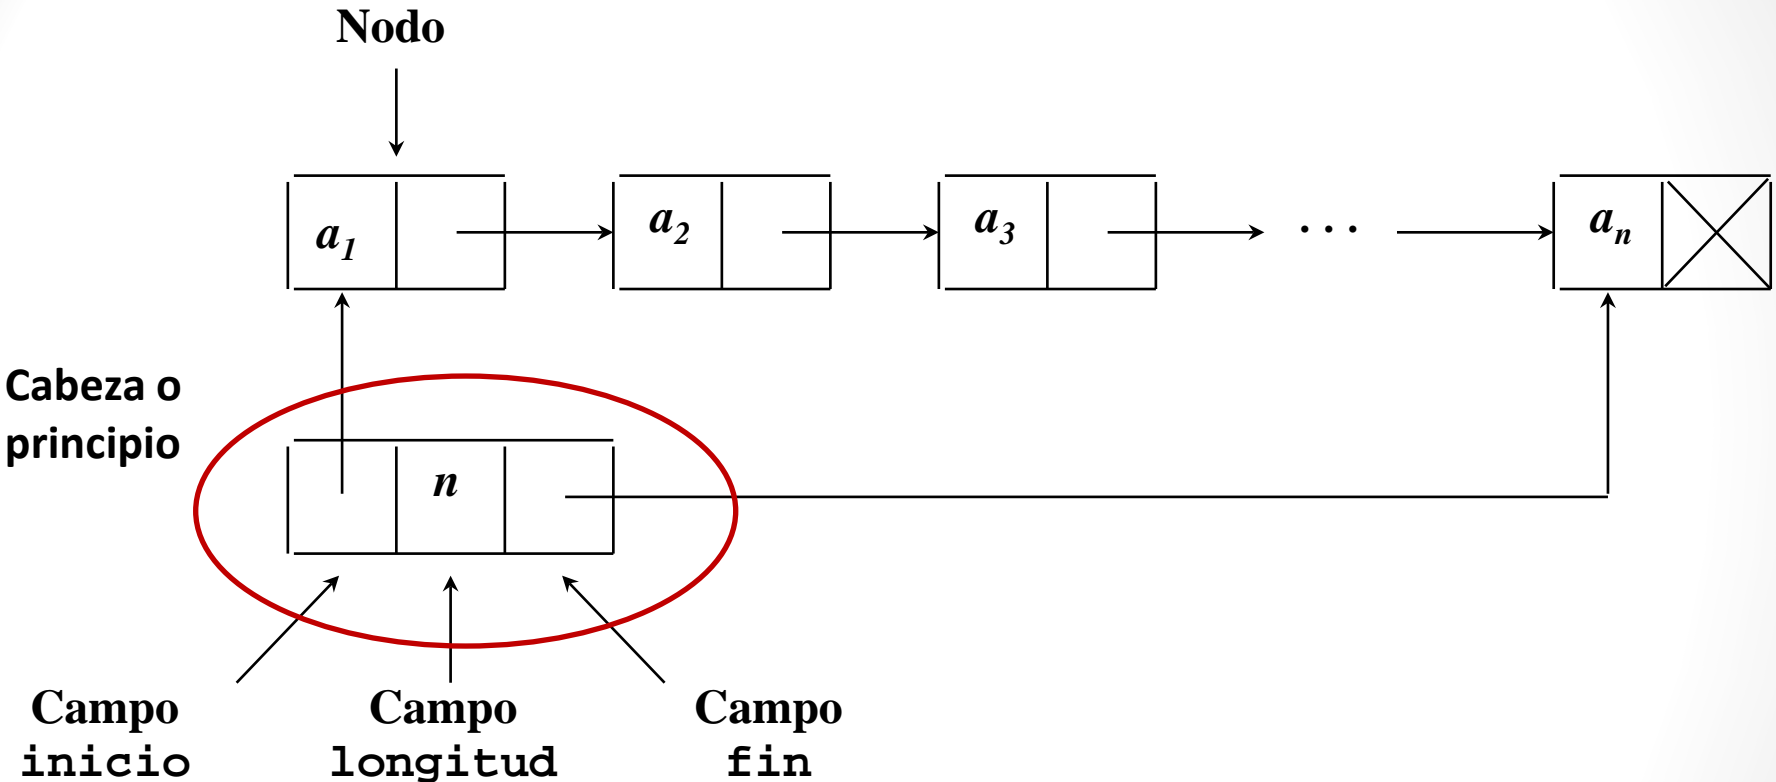 Nodo
a1 a2 a3 ... an
Cabeza o
principio
n
Campo Campo Campo
inicio longitud fin